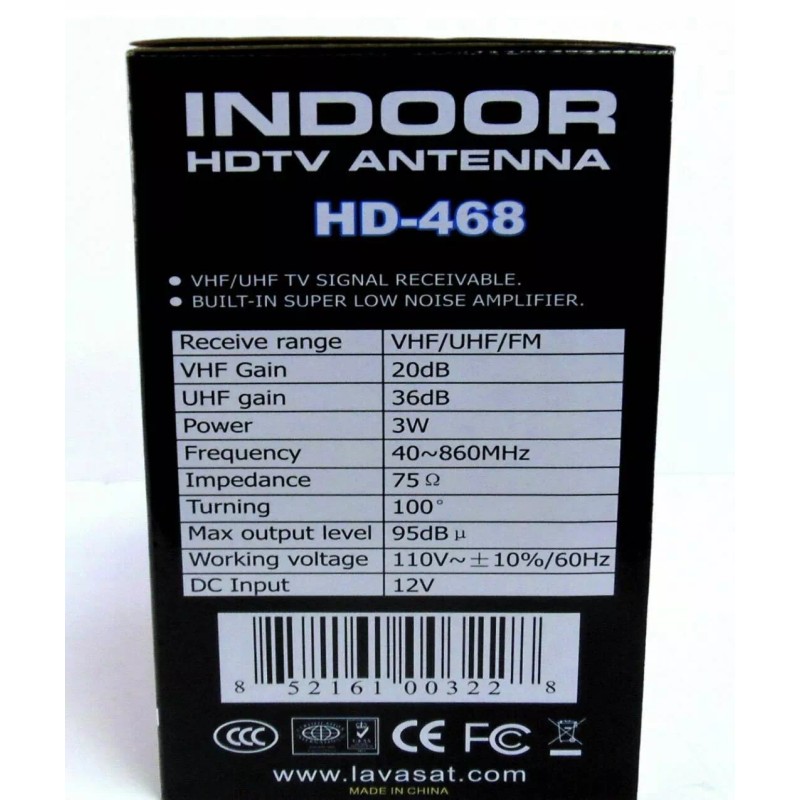 INDOOR
HDTV ANTENNA
HD-468
● VHF/UHF TV SIGNAL RECEIVABLE.
● BUILT-IN SUPER LOW NOISE AMPLIFIER.
Receive range VHF/UHF/FM
VHF Gain 20dB
UHF gain 36dB
Power 3W
Frequency 40~860MHz
Impedance 75 Ω
Turning 100°
Max output level 95dB μ
Working voltage 110V~ ±10%/60Hz
DC Input 12V
8 52161 00322 8
CCC CE FC
www.lavasat.com
MADE IN CHINA